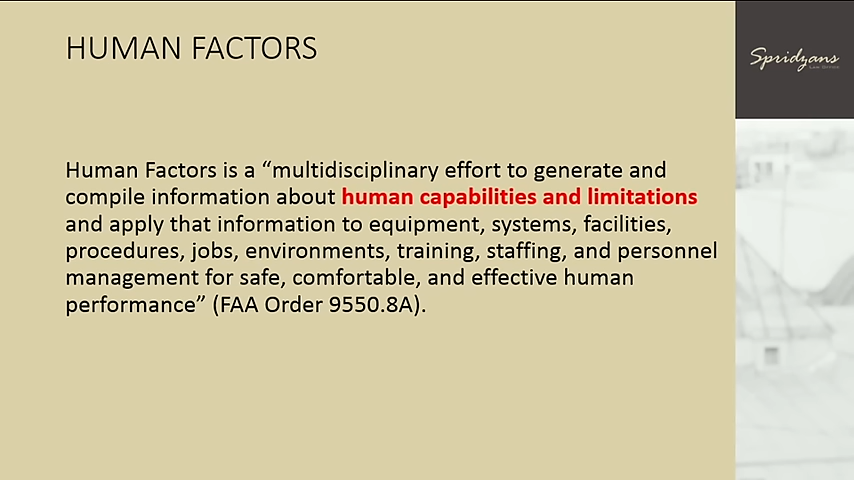 HUMAN FACTORS
Spridzans
LAW OFFICE
Human Factors is a “multidisciplinary effort to generate and
compile information about human capabilities and limitations
and apply that information to equipment, systems, facilities,
procedures, jobs, environments, training, staffing, and personnel
management for safe, comfortable, and effective human
performance” (FAA Order 9550.8A).